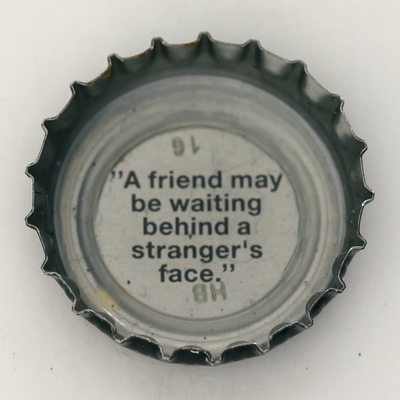 16
"A friend may
be waiting
behind a
stranger's
face."
HB